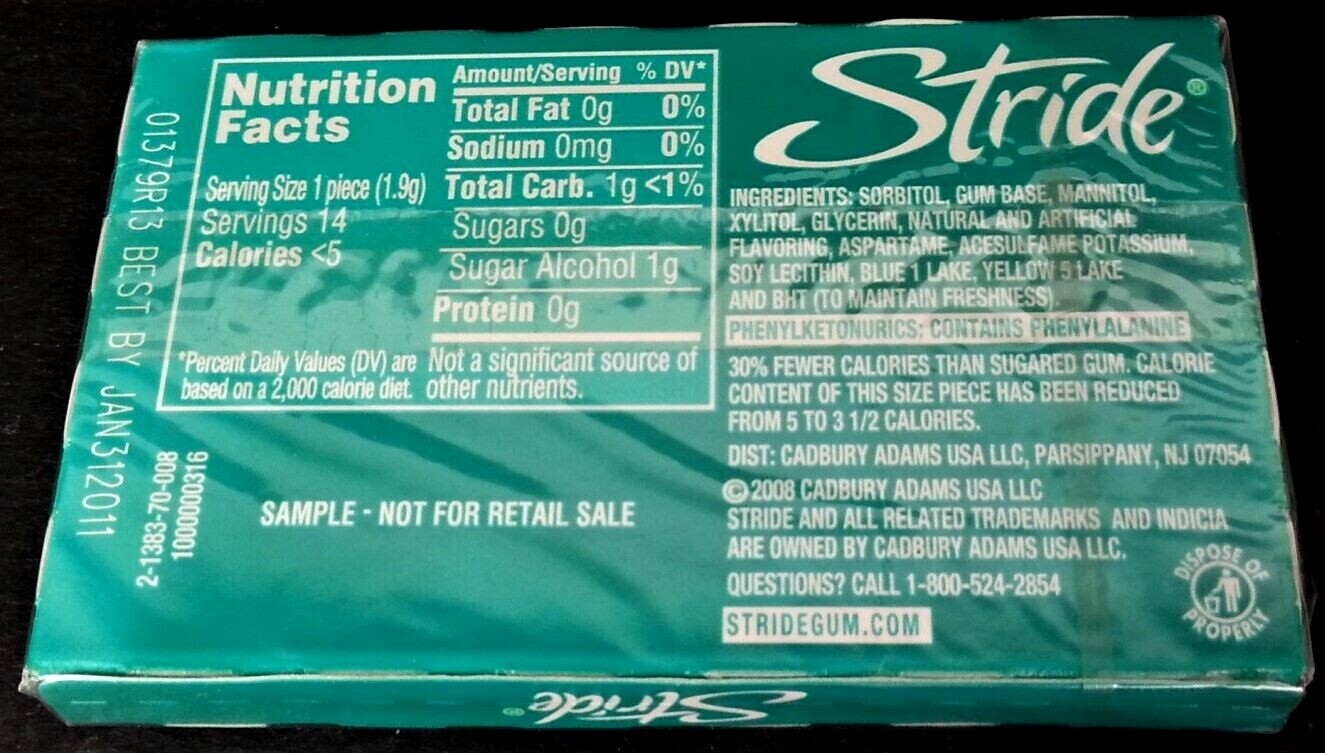 Nutrition
Facts
Serving Size 1 piece (1.9g)
Servings 14
Calories <5
Amount/Serving % DV*
Total Fat 0g 0%
Sodium 0mg 0%
Total Carb. 1g <1%
Sugars 0g
Sugar Alcohol 1g
Protein 0g
*Percent Daily Values (DV) are
based on a 2,000 calorie diet.
Not a significant source of
other nutrients.
01379R13 BEST BY JAN312011
2-1383-70-008
1000000316
SAMPLE - NOT FOR RETAIL SALE
Stride®
INGREDIENTS: SORBITOL, GUM BASE, MANNITOL,
XYLITOL, GLYCERIN, NATURAL AND ARTIFICIAL
FLAVORING, ASPARTAME, ACESULFAME POTASSIUM,
SOY LECITHIN, BLUE 1 LAKE, YELLOW 5 LAKE
AND BHT (TO MAINTAIN FRESHNESS).
PHENYLKETONURICS: CONTAINS PHENYLALANINE
30% FEWER CALORIES THAN SUGARED GUM. CALORIE
CONTENT OF THIS SIZE PIECE HAS BEEN REDUCED
FROM 5 TO 3 1/2 CALORIES.
DIST: CADBURY ADAMS USA LLC, PARSIPPANY, NJ 07054
© 2008 CADBURY ADAMS USA LLC
STRIDE AND ALL RELATED TRADEMARKS AND INDICIA
ARE OWNED BY CADBURY ADAMS USA LLC.
QUESTIONS? CALL 1-800-524-2854
STRIDEGUM.COM
DISPOSE OF
PROPERLY
Stride®